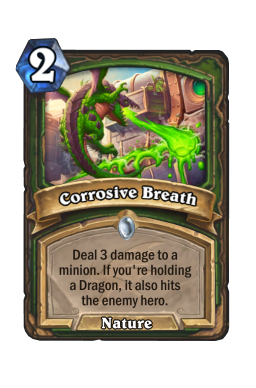 2
Corrosive Breath
Deal 3 damage to a
minion. If you're holding
a Dragon, it also hits
the enemy hero.
Nature